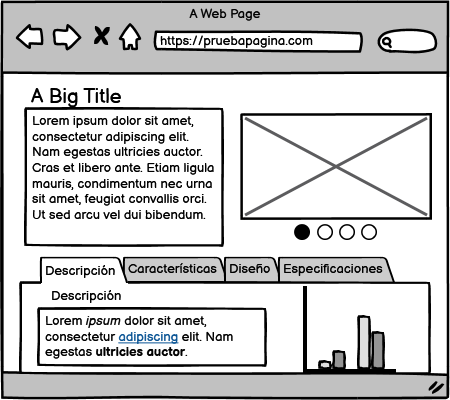 A Web Page
https://pruebapagina.com
A Big Title
Lorem ipsum dolor sit amet,
consectetur adipiscing elit.
Nam egestas ultricies auctor.
Cras et libero ante. Etiam ligula
mauris, condimentum nec urna
sit amet, feugiat convallis orci.
Ut sed arcu vel dui bibendum.
Descripción
Características
Diseño
Especificaciones
Descripción
Lorem ipsum dolor sit amet,
consectetur adipiscing elit. Nam
egestas ultricies auctor.